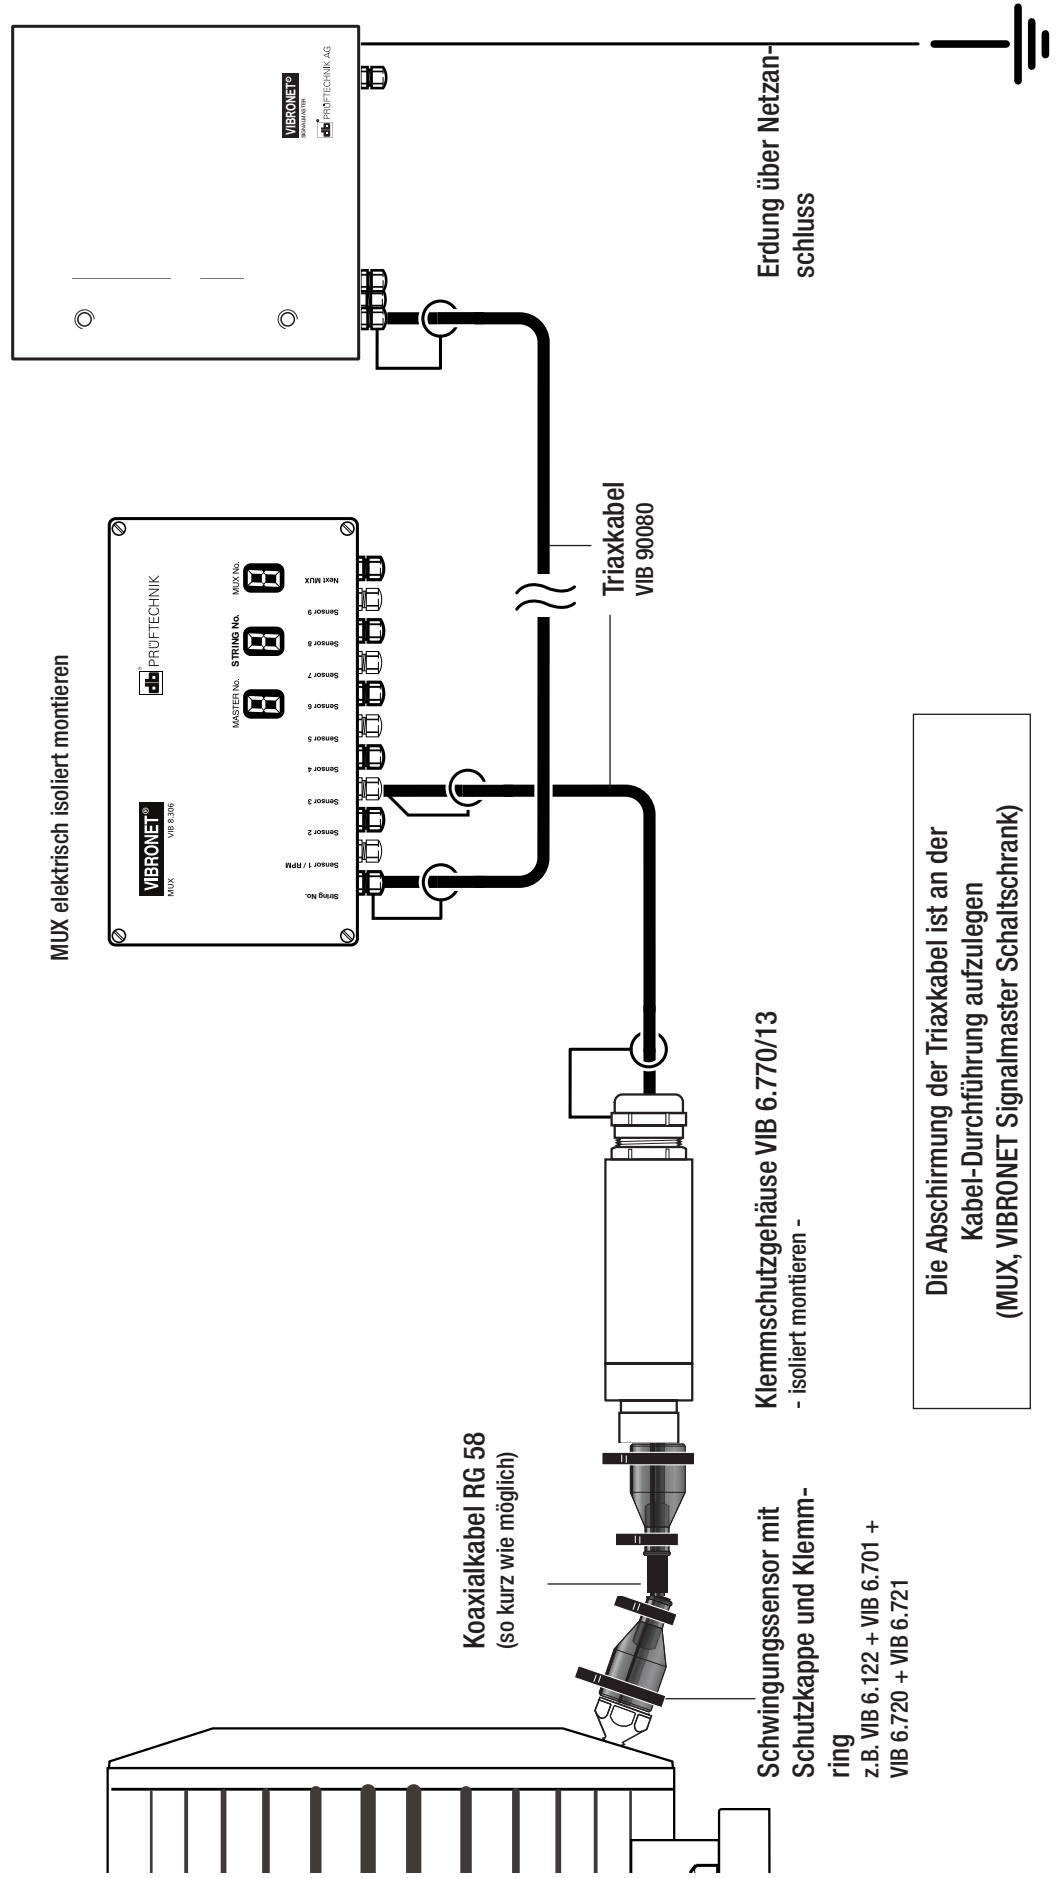 MUX elektrisch isoliert montieren
VIBRONET®
MUX
VIB 8.306
db PRÜFTECHNIK
MASTER No.
STRING No.
MUX No.
String No.
Sensor 1 / RPM
Sensor 2
Sensor 3
Sensor 4
Sensor 5
Sensor 6
Sensor 7
Sensor 8
Sensor 9
Next MUX
VIBRONET®
SIGNALMASTER
db PRÜFTECHNIK AG
Koaxialkabel RG 58
(so kurz wie möglich)
Triaxkabel
VIB 90080
Schwingungssensor mit
Schutzkappe und Klemm-
ring
z.B. VIB 6.122 + VIB 6.701 +
VIB 6.720 + VIB 6.721
Klemmschutzgehäuse VIB 6.770/13
- isoliert montieren -
Erdung über Netzan-
schluss
Die Abschirmung der Triaxkabel ist an der
Kabel-Durchführung aufzulegen
(MUX, VIBRONET Signalmaster Schaltschrank)